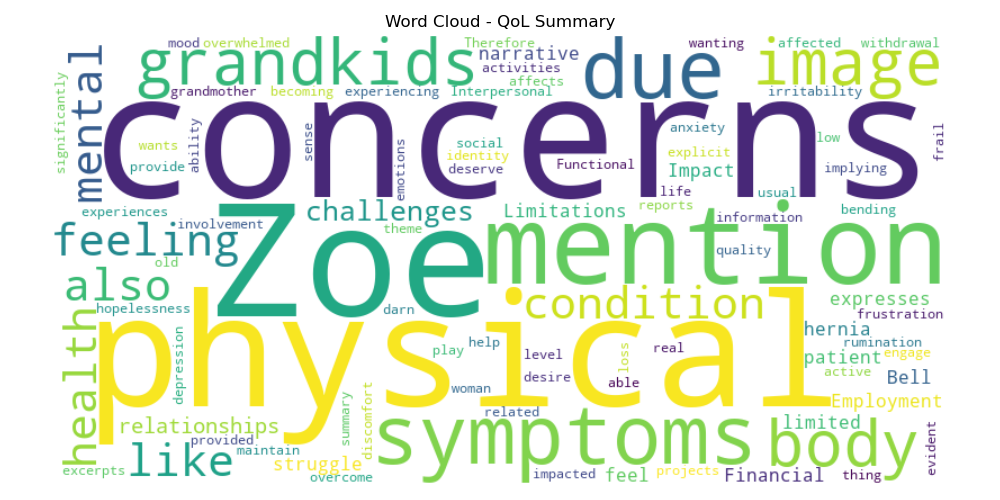 Word Cloud - QoL Summary
mood overwhelmed Therefore wanting affected withdrawal
grandkids narrative due image
activities
affects
grandmother becoming experiencing Interpersonal irritability
significantly mental concerns
wants ability sense emotions social anxiety low frail
identity explicit
provide deserve Functional Impact implying
life usual
experiences challenges Limitations reports bending
involvement Zoe theme mention information
feeling quality
old
also condition expresses
hopelessness darn frustration
health physical hernia
depression play help level loss real rumination
patient engage
desire able active Bell
woman Employment
relationships summary discomfort related symptoms body limited
provided evident
like maintain
struggle
excerpts overcome impacted feel projects Financial thing